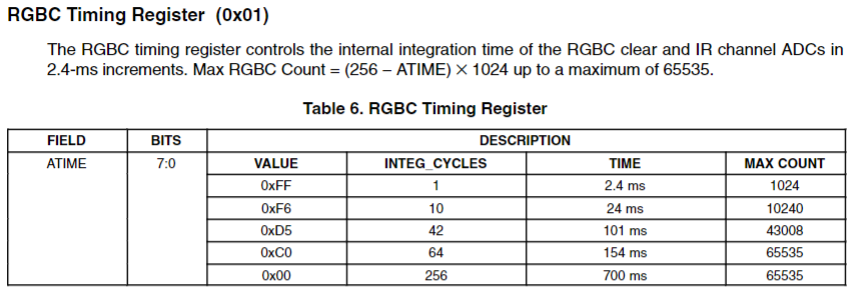 RGBC Timing Register (0x01)
The RGBC timing register controls the internal integration time of the RGBC clear and IR channel ADCs in
2.4-ms increments. Max RGBC Count = (256 – ATIME) × 1024 up to a maximum of 65535.
Table 6. RGBC Timing Register
FIELD BITS DESCRIPTION
ATIME 7:0 VALUE INTEG_CYCLES TIME MAX COUNT
0xFF 1 2.4 ms 1024
0xF6 10 24 ms 10240
0xD5 42 101 ms 43008
0xC0 64 154 ms 65535
0x00 256 700 ms 65535